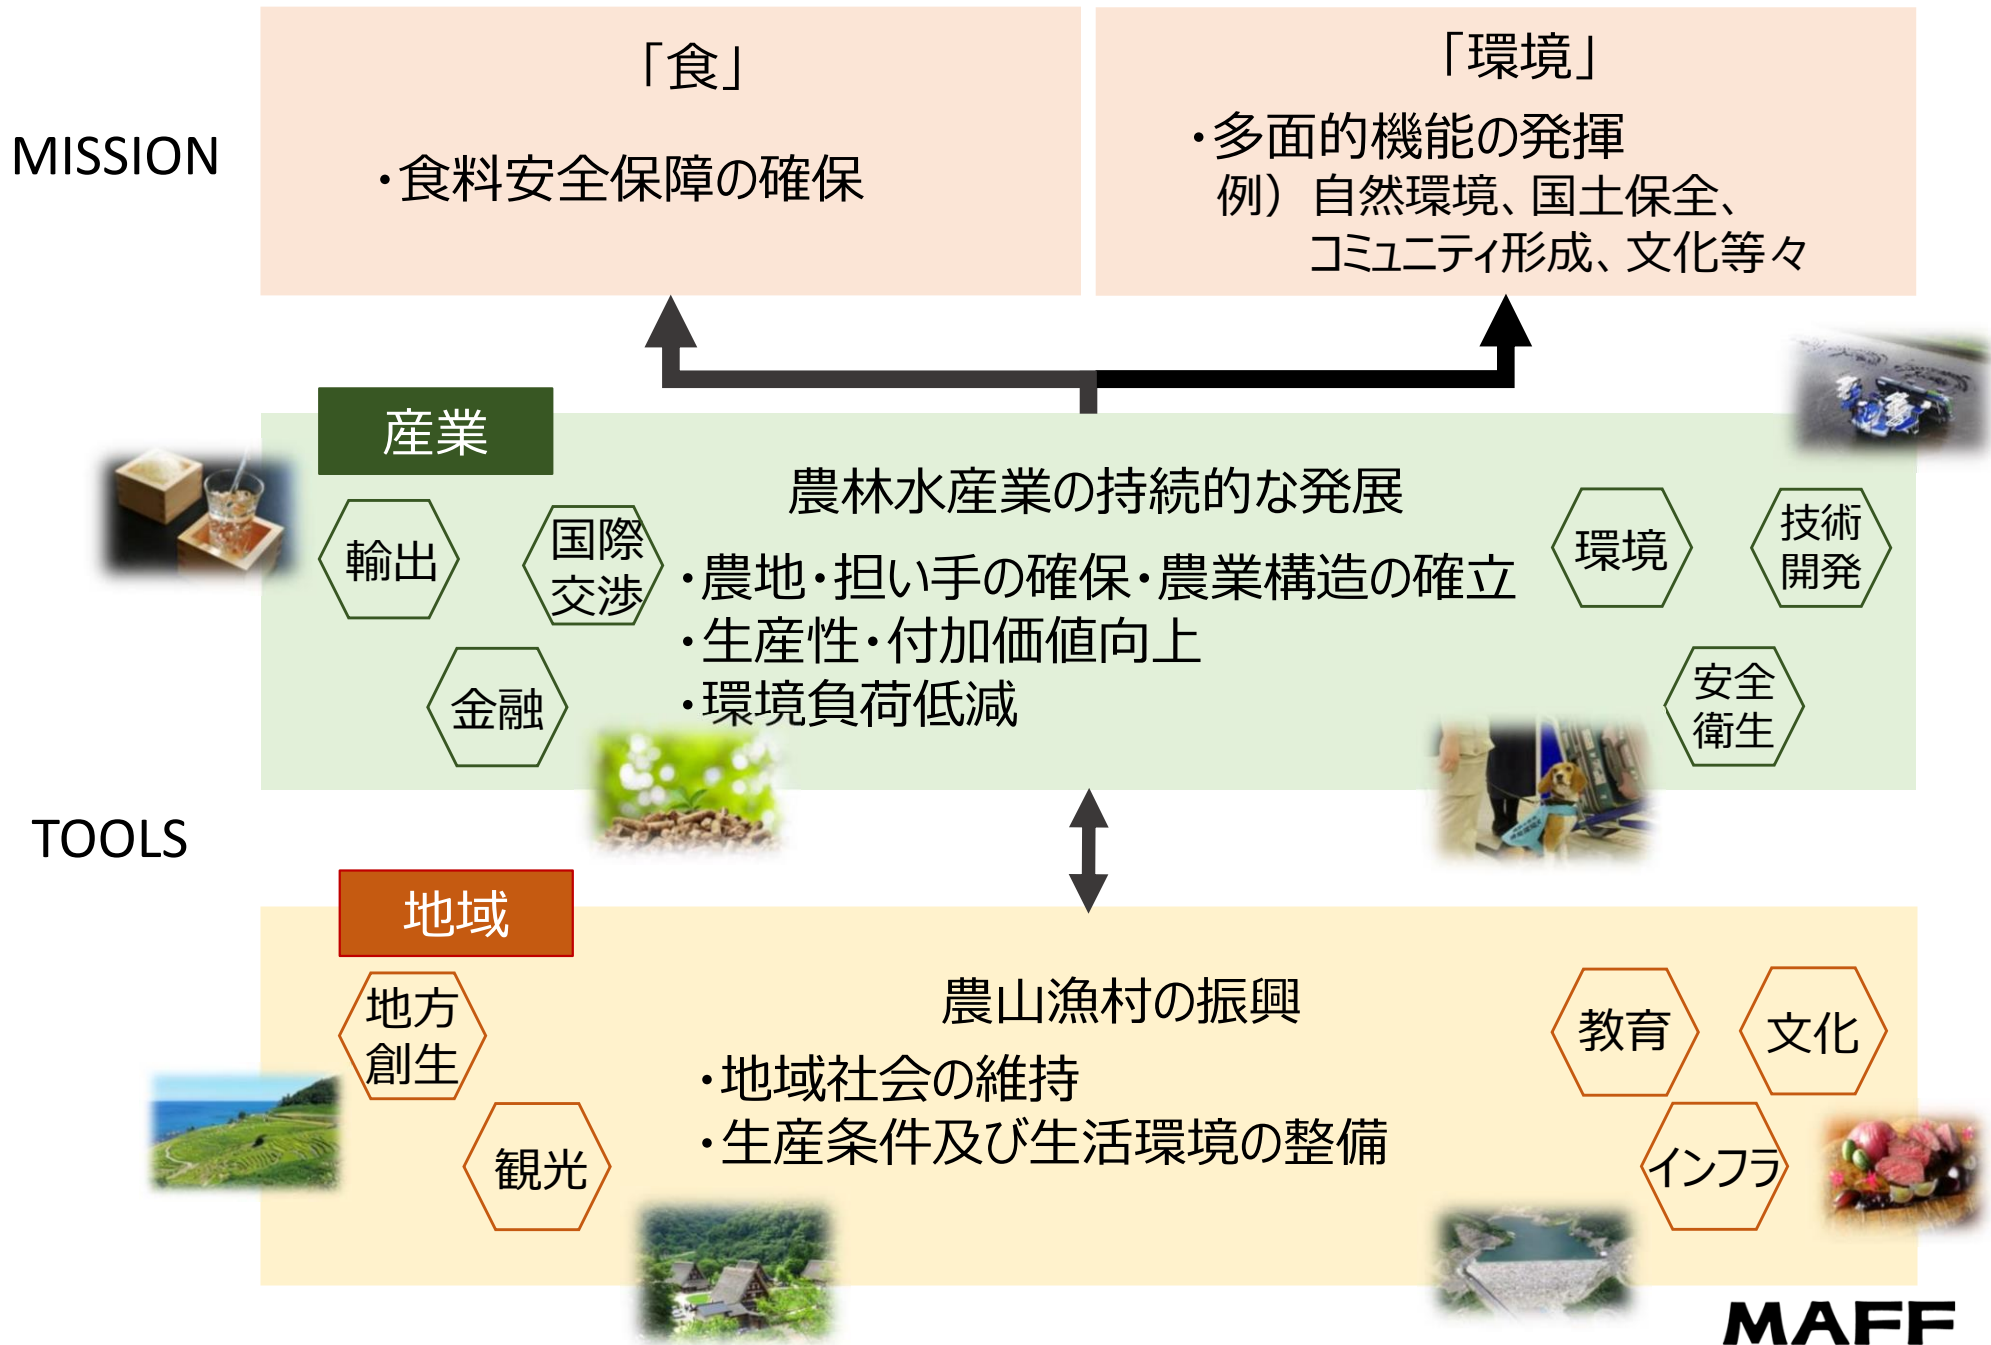 MISSION
「食」
・食料安全保障の確保
「環境」
・多面的機能の発揮
例）自然環境、国土保全、
コミュニティ形成、文化等々
TOOLS
産業
農林水産業の持続的な発展
・農地・担い手の確保・農業構造の確立
・生産性・付加価値向上
・環境負荷低減
輸出
国際
交渉
金融
環境
技術
開発
安全
衛生
地域
農山漁村の振興
・地域社会の維持
・生産条件及び生活環境の整備
地方
創生
観光
教育
文化
インフラ
MAFF